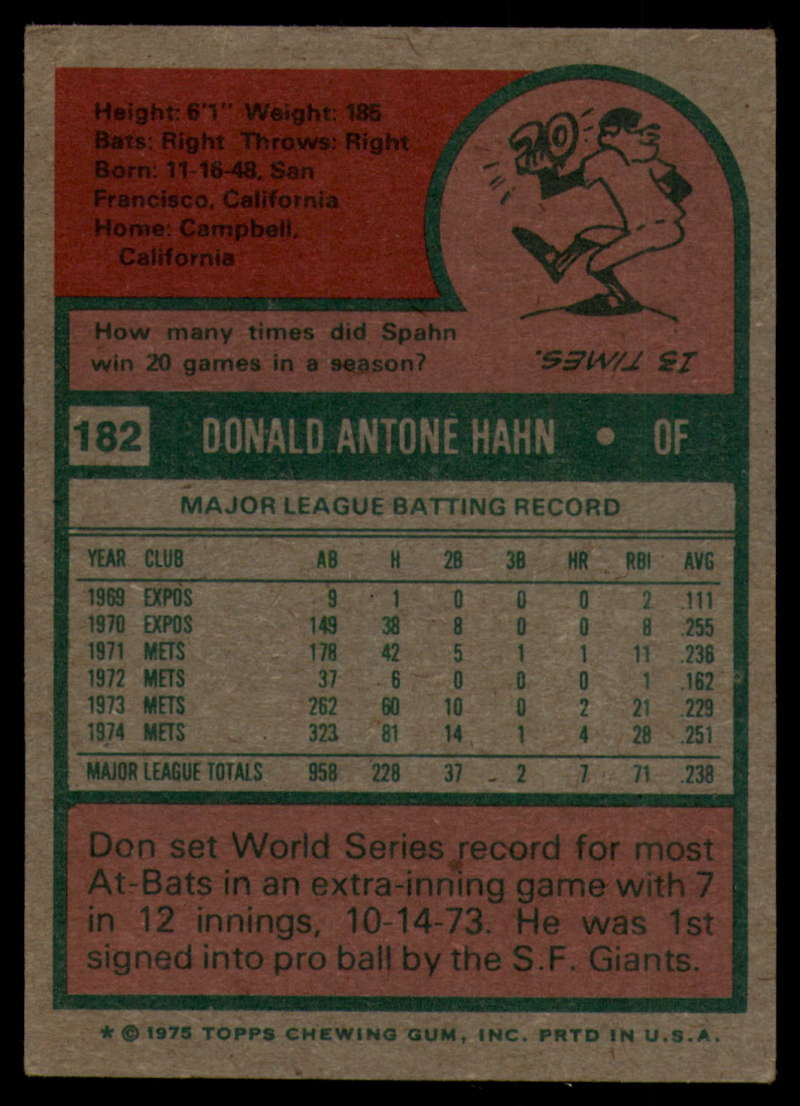 Height: 6'1" Weight: 185
Bats: Right Throws: Right
Born: 11-16-48, San
Francisco, California
Home: Campbell,
California
20
How many times did Spahn
win 20 games in a season?
13 TIMES.
182 DONALD ANTONE HAHN • OF
MAJOR LEAGUE BATTING RECORD
YEAR CLUB AB H 2B 3B HR RBI AVG
1969 EXPOS 9 1 0 0 0 2 .111
1970 EXPOS 149 38 8 0 0 8 .255
1971 METS 178 42 5 1 1 11 .236
1972 METS 37 6 0 0 0 1 .162
1973 METS 262 60 10 0 2 21 .229
1974 METS 323 81 14 1 4 28 .251
MAJOR LEAGUE TOTALS 958 228 37 2 7 71 .238
Don set World Series record for most
At-Bats in an extra-inning game with 7
in 12 innings, 10-14-73. He was 1st
signed into pro ball by the S.F. Giants.
* © 1975 TOPPS CHEWING GUM, INC. PRTD IN U.S.A.